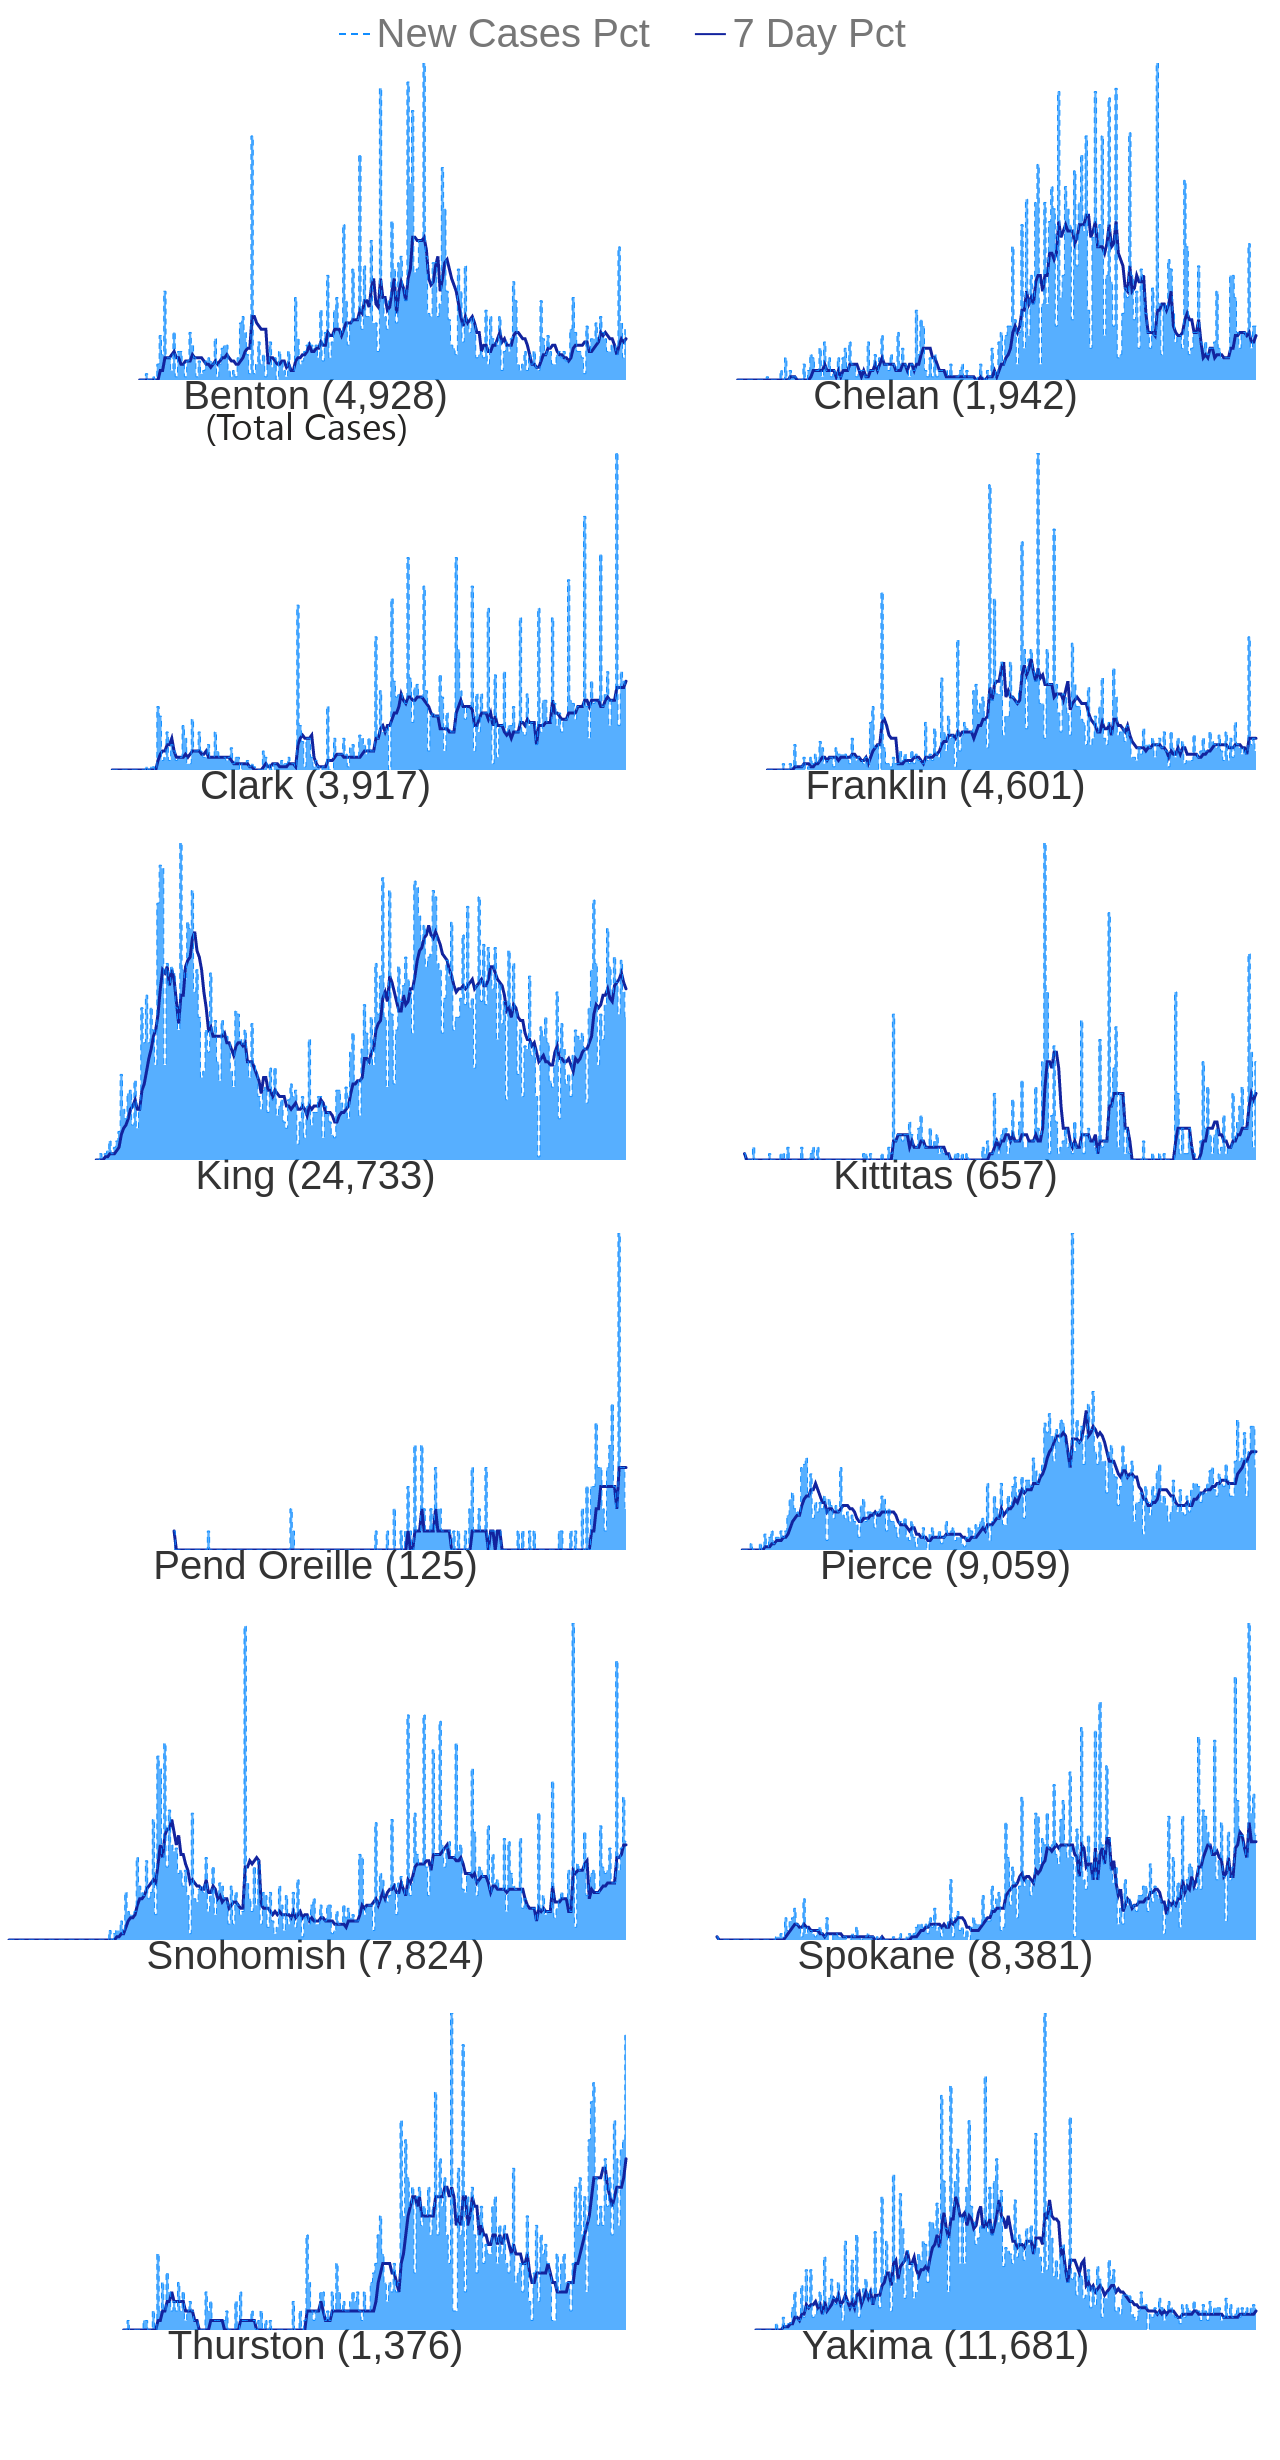 New Cases Pct 7 Day Pct
Benton (4,928) Chelan (1,942)
(Total Cases)
Clark (3,917) Franklin (4,601)
King (24,733) Kittitas (657)
Pend Oreille (125) Pierce (9,059)
Snohomish (7,824) Spokane (8,381)
Thurston (1,376) Yakima (11,681)